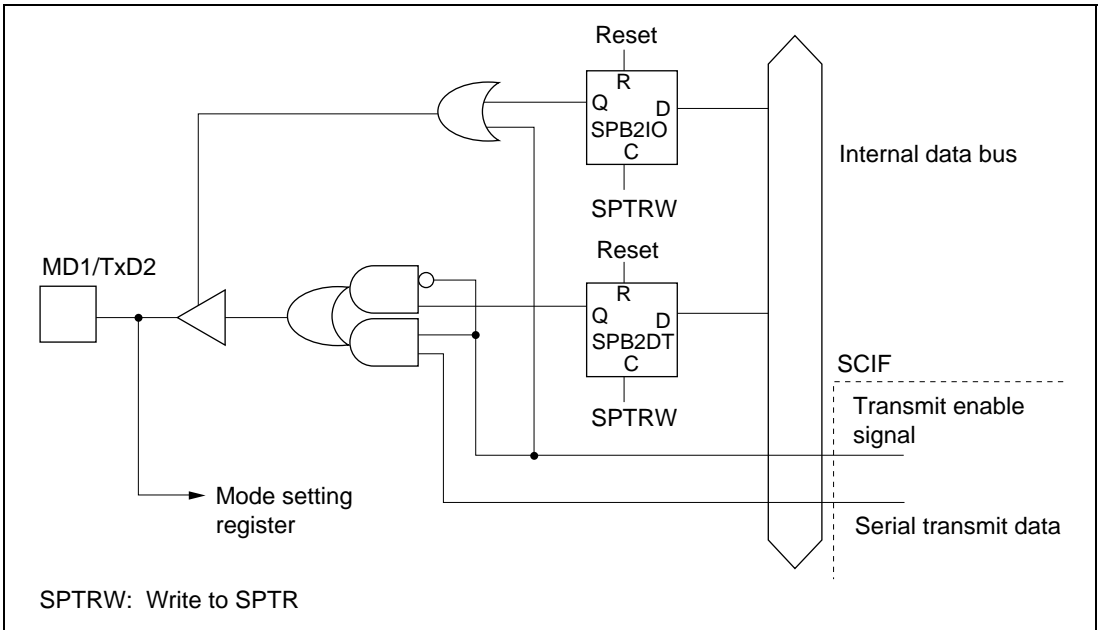 Reset
R
Q
D
SPB2IO
C
SPTRW
Internal data bus
Reset
MD1/TxD2
R
Q
D
SPB2DT
C
SPTRW
SCIF
Transmit enable
signal
Mode setting
register
Serial transmit data
SPTRW: Write to SPTR